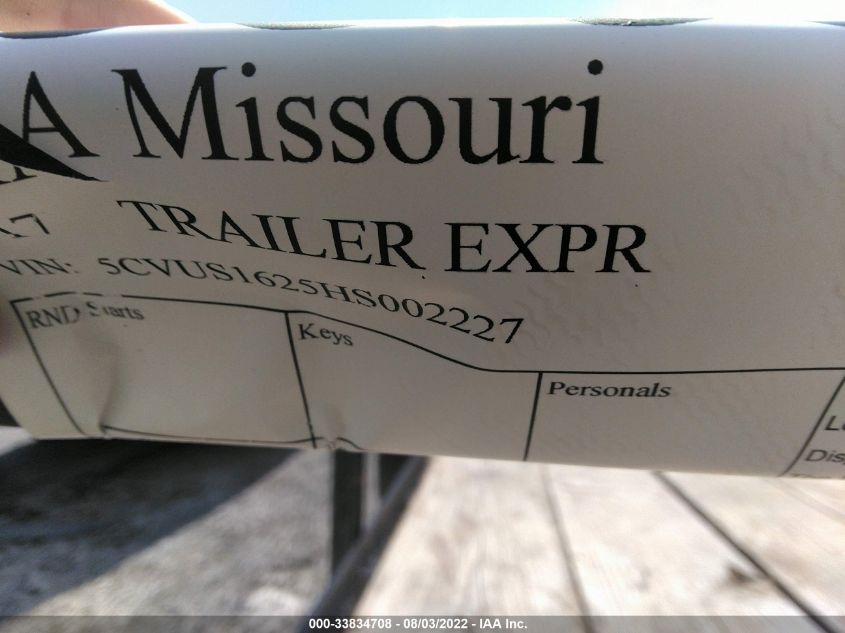 A Missouri
TRAILER EXPR
VIN: 5CVUS1625HS002227
RND Starts
Keys
Personals
000-33834708 - 08/03/2022 - IAA Inc.